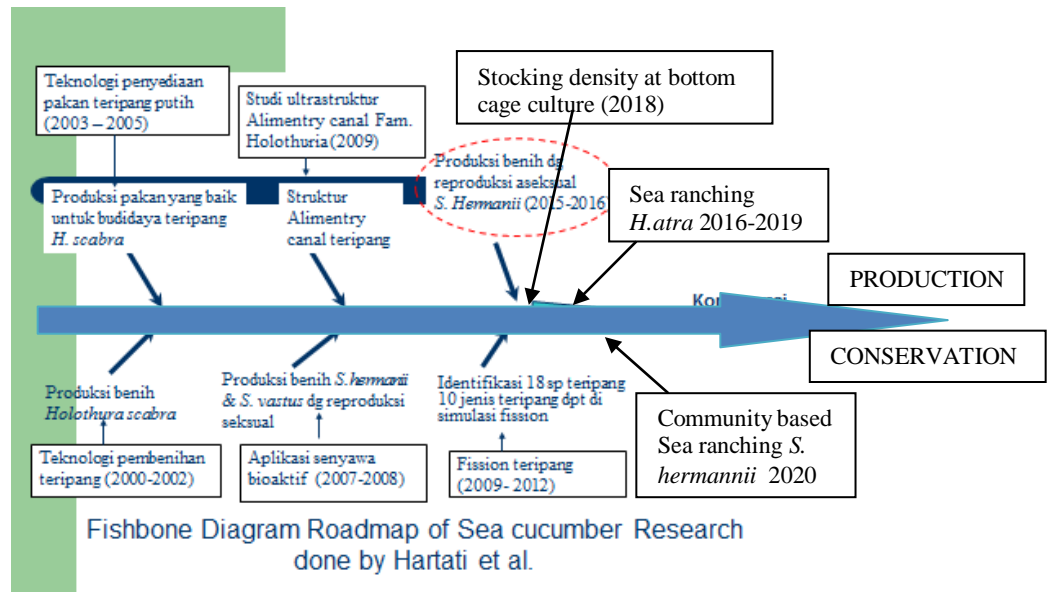 Teknologi penyediaan
pakan teripang putih
(2003 – 2005)
Studi ultrastruktur
Alimentry canal Fam.
Holothuria (2009)
Stocking density at bottom
cage culture (2018)
Produksi benih dg
reproduksi aseksual
S. Hermanii (2015-2016)
Sea ranching
H.atra 2016-2019
Produksi pakan yang baik
untuk budidaya teripang
H. scabra
Struktur
Alimentry
canal teripang
PRODUCTION
CONSERVATION
Produksi benih
Holothura scabra
Produksi benih S.hermanii
& S. vastus dg reproduksi
seksual
Identifikasi 18 sp teripang
10 jenis teripang dpt di
simulasi fission
Community based
Sea ranching S.
hermannii 2020
Teknologi pembenihan
teripang (2000-2002)
Aplikasi senyawa
bioaktif (2007-2008)
Fission teripang
(2009- 2012)
Fishbone Diagram Roadmap of Sea cucumber Research
done by Hartati et al.